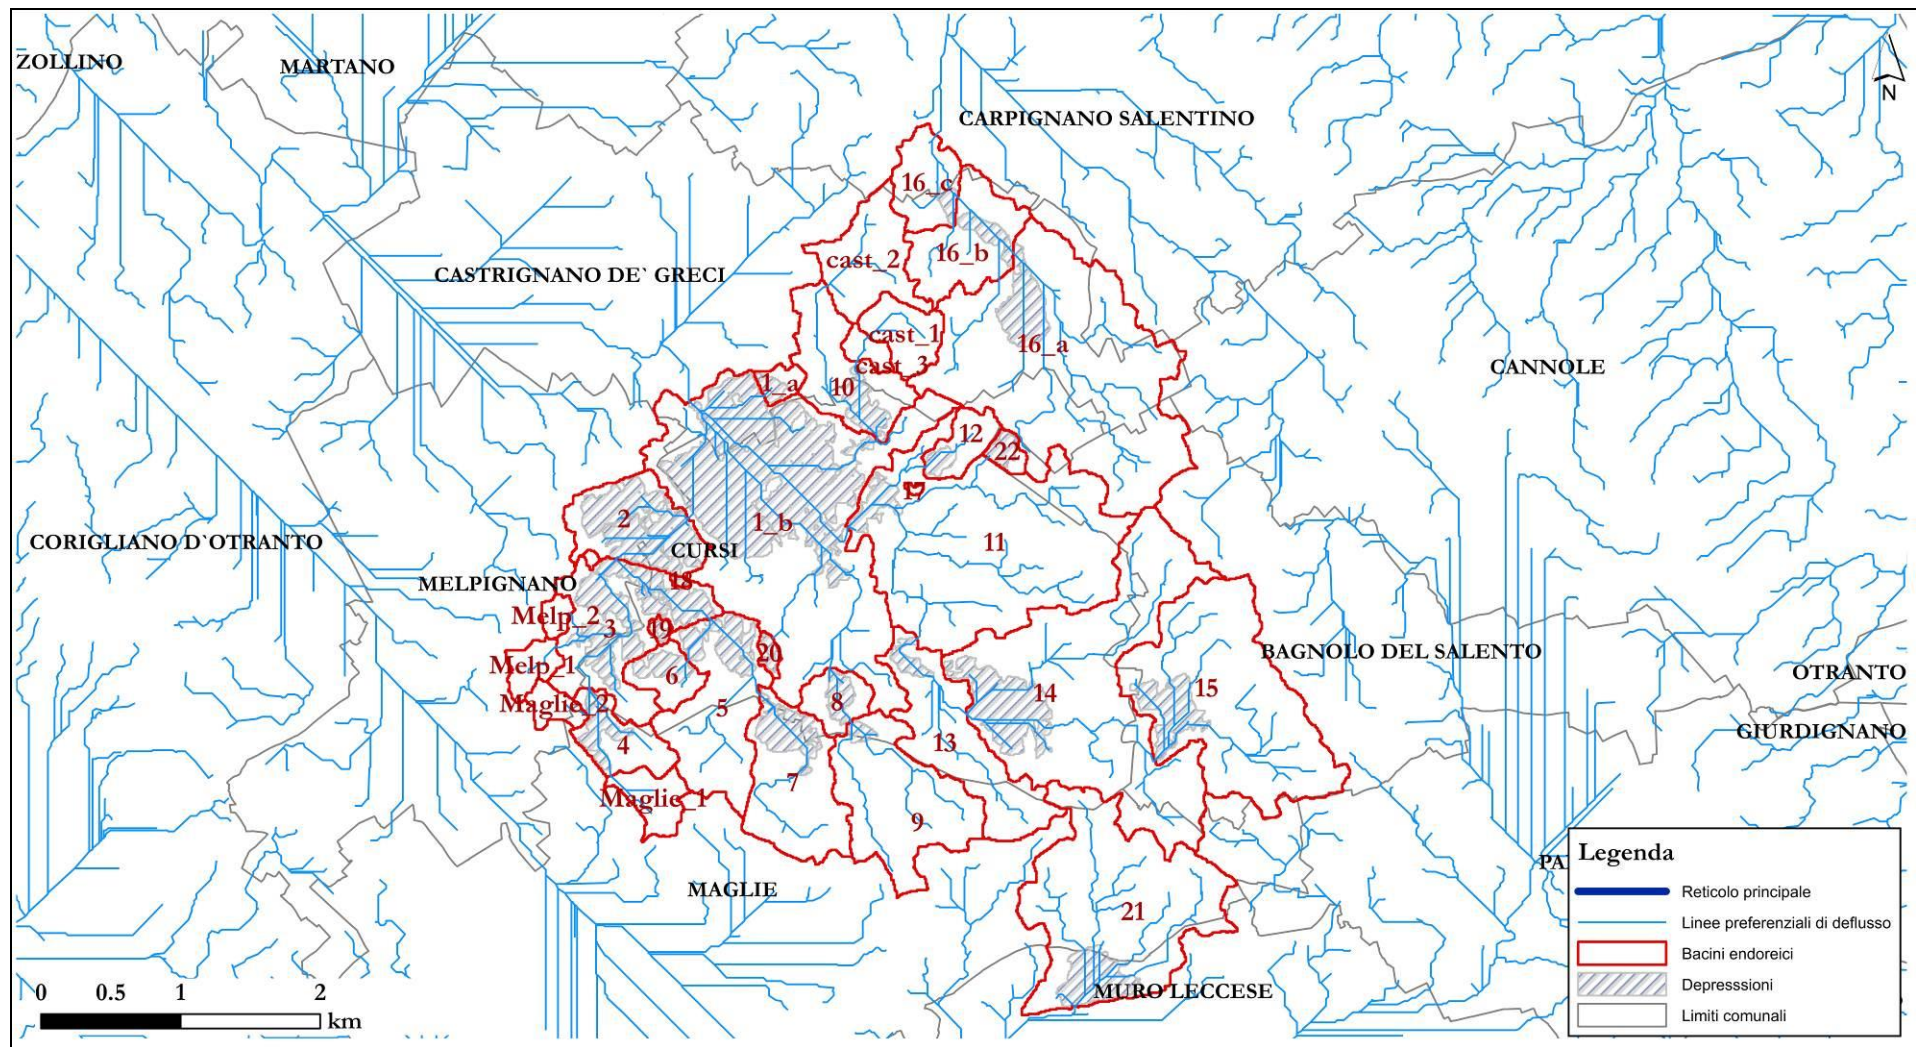 ZOLLINO
MARTANO
N
CARPIGNANO SALENTINO
16_c
16_b
cast_2
CASTRIGNANO DE` GRECI
cast_1
16_a
cast_3
CANNOLE
1_a
10
12
22
17
2
1_b
CORIGLIANO D`OTRANTO
11
CURSI
MELPIGNANO
18
Melp_2
3
19
20
BAGNOLO DEL SALENTO
Melp_1
6
OTRANTO
Maglie_2
5
8
14
15
GIURDIGNANO
4
13
7
Maglie_1
9
MAGLIE
21
MURO LECCESE
PA
Legenda
Reticolo principale
Linee preferenziali di deflusso
Bacini endoreici
Depresssioni
Limiti comunali
0 0.5 1 2
km